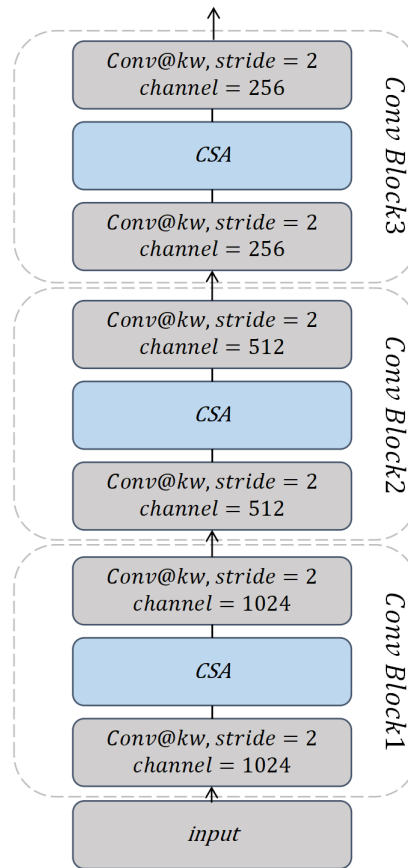 Conv@kw, stride = 2
channel = 256
CSA
Conv@kw, stride = 2
channel = 256
Conv Block3
Conv@kw, stride = 2
channel = 512
CSA
Conv@kw, stride = 2
channel = 512
Conv Block2
Conv@kw, stride = 2
channel = 1024
CSA
Conv@kw, stride = 2
channel = 1024
Conv Block1
input